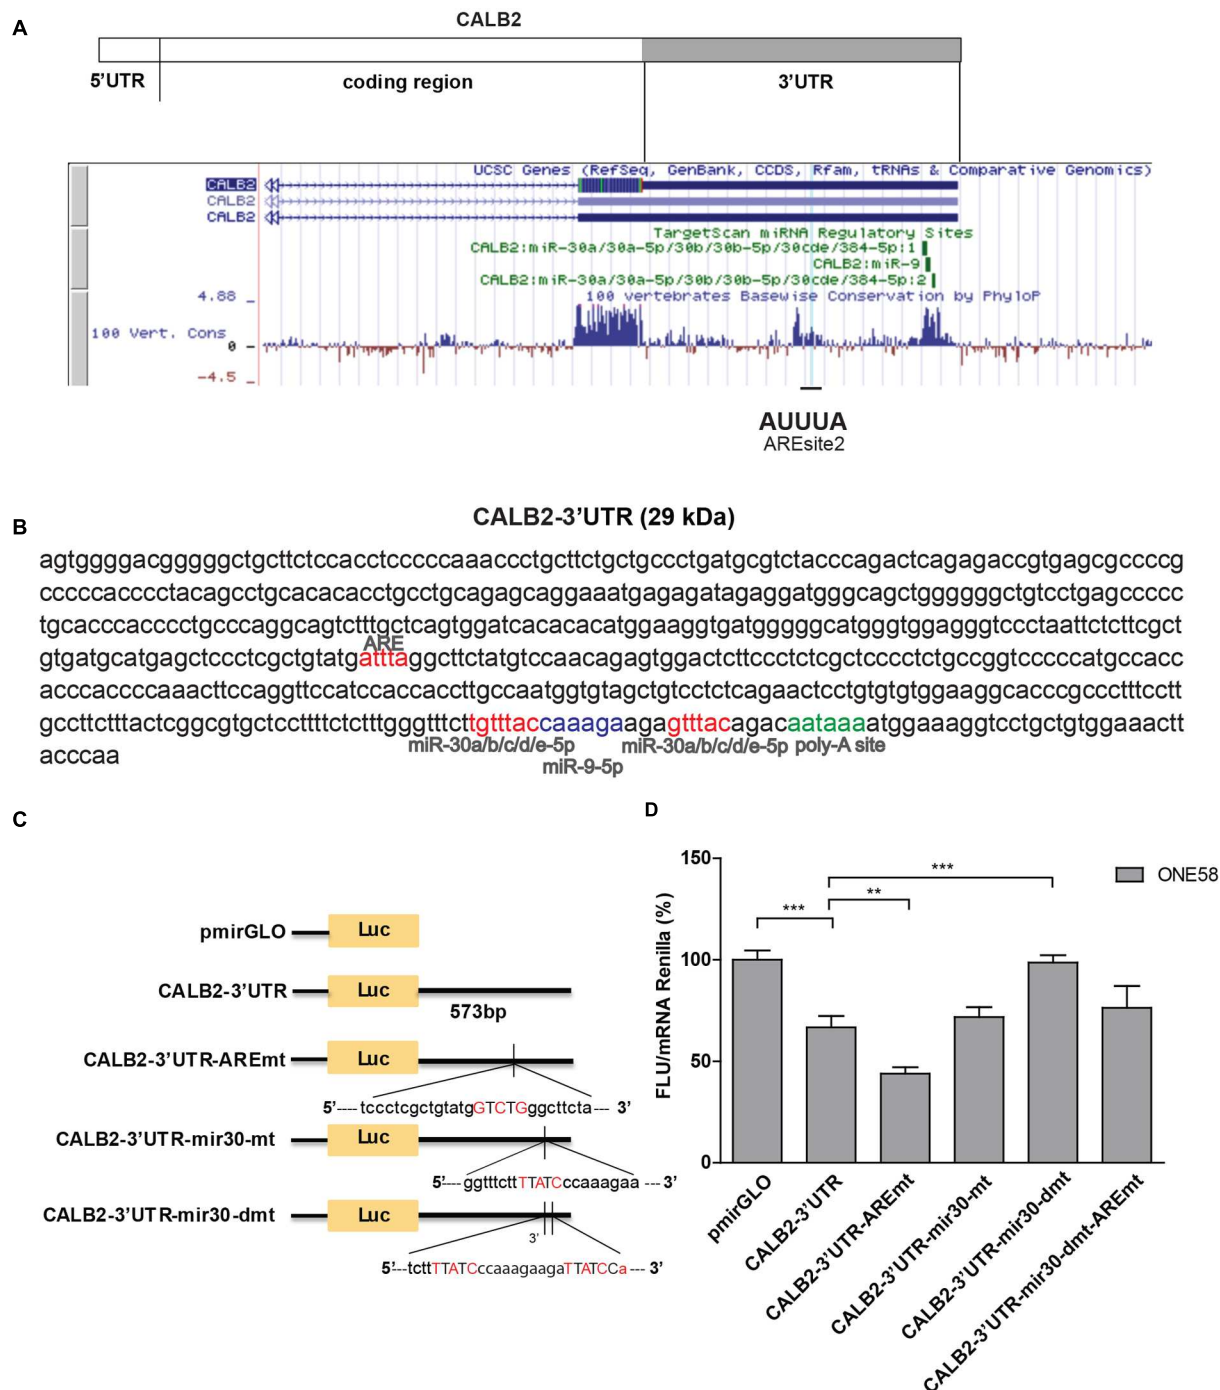 A
CALB2
5’UTR
coding region
3’UTR
UCSC Genes (RefSeq, GenBank, CCDS, Rfam, tRNAs & Comparative Genomics)
CALB2
CALB2
CALB2
TargetScan miRNA Regulatory Sites
CALB2:miR-30a/30a-5p/30b/30b-5p/30cde/384-5p:1
CALB2:miR-9
CALB2:miR-30a/30a-5p/30b/30b-5p/30cde/384-5p:2
4.88 _
100 vertebrates Basewise Conservation by PhyloP
100 Vert. Cons
0 -
-4.5 _
AUUUA
AREsite2
B
CALB2-3’UTR (29 kDa)
agtggggacgggggctgcttctccacctcccccaaaccctgcttctgctgccctgatgcgtctacccagactcagagaccgtgagcgccccg
cccccaccccctacagcctgcacacacctgcctgcagagcaggaaatgagagatagaggatgggcagctggggggctgtcctgagccccc
tgcacccacccctgcccaggcagtctttgctcagtggatcacacacatggaaggtgatgggggcatgggtggagggtccctaattctcttcgct
ARE
gtgatgcatgagctccctcgctgtatgatttaggcttctatgtccaacagagtggactcttccctctcgctccccctctgccggtcccccatgccacc
acccaccccaaacttccaggttccatccaccaccttgccaatggtgtagctgtcctctcagaactcctgtgtgtggaaggcacccgccctttcctt
gccttctttactcggcgtgctccttttctctttgggtttcttgtttaccaaagaagagtttacagacaataaaatggaaaggtcctgctgtggaaactt
miR-30a/b/c/d/e-5p miR-30a/b/c/d/e-5p poly-A site
acccaa
miR-9-5p
C
pmirGLO
Luc
CALB2-3’UTR
Luc
573bp
CALB2-3’UTR-AREmt
Luc
5’---- tccctcgctgtatgGTCTGggcttcta--- 3’
CALB2-3’UTR-mir30-mt
Luc
5’---- ggtttcttTTATCccaaagaa --- 3’
CALB2-3’UTR-mir30-dmt
Luc
3’
5’---tcttTTATCccaaagaagaTTATCCa --- 3’
D
FLU/mRNA Renilla (%)
150
100
50
0
***
**
***
ONE58
pmirGLO
CALB2-3’UTR
CALB2-3’UTR-AREmt
CALB2-3’UTR-mir30-mt
CALB2-3’UTR-mir30-dmt
CALB2-3’UTR-mir30-dmt-AREmt